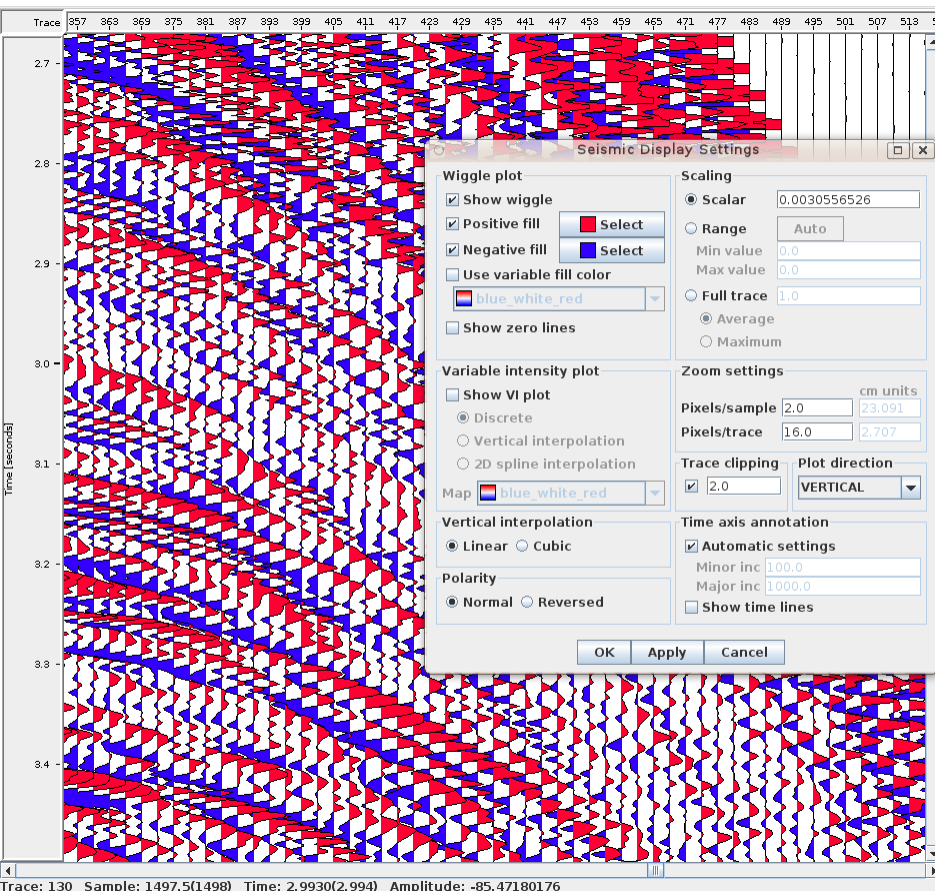 Trace 357 363 369 375 381 387 393 399 405 411 417 423 429 435 441 447 453 459 465 471 477 483 489 495 501 507 513
2.7
2.8
2.9
3.0
3.1
3.2
3.3
3.4
Time [seconds]
Seismic Display Settings
Wiggle plot
Show wiggle
Positive fill Select
Negative fill Select
Use variable fill color
blue_white_red
Show zero lines
Variable intensity plot
Show VI plot
Discrete
Vertical interpolation
2D spline interpolation
Map blue_white_red
Vertical interpolation
Linear Cubic
Polarity
Normal Reversed
Scaling
Scalar 0.0030556526
Range Auto
Min value 0.0
Max value 0.0
Full trace 1.0
Average
Maximum
Zoom settings
cm units
Pixels/sample 2.0 23.091
Pixels/trace 16.0 2.707
Trace clipping
2.0
Plot direction
VERTICAL
Time axis annotation
Automatic settings
Minor inc 100.0
Major inc 1000.0
Show time lines
OK Apply Cancel
Trace: 130 Sample: 1497.5(1498) Time: 2.9930(2.994) Amplitude: -85.47180176